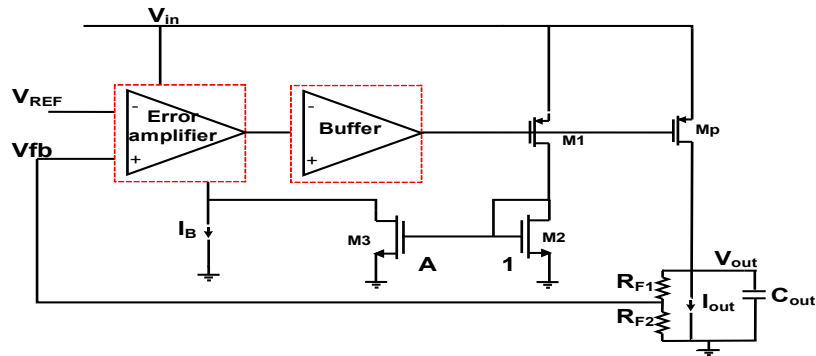 Vin
VREF
-
Error
amplifier
Vfb
+
-
Buffer
+
M1
Mp
IB
M3
A
1
M2
Vout
RF1
RF2
Iout
Cout